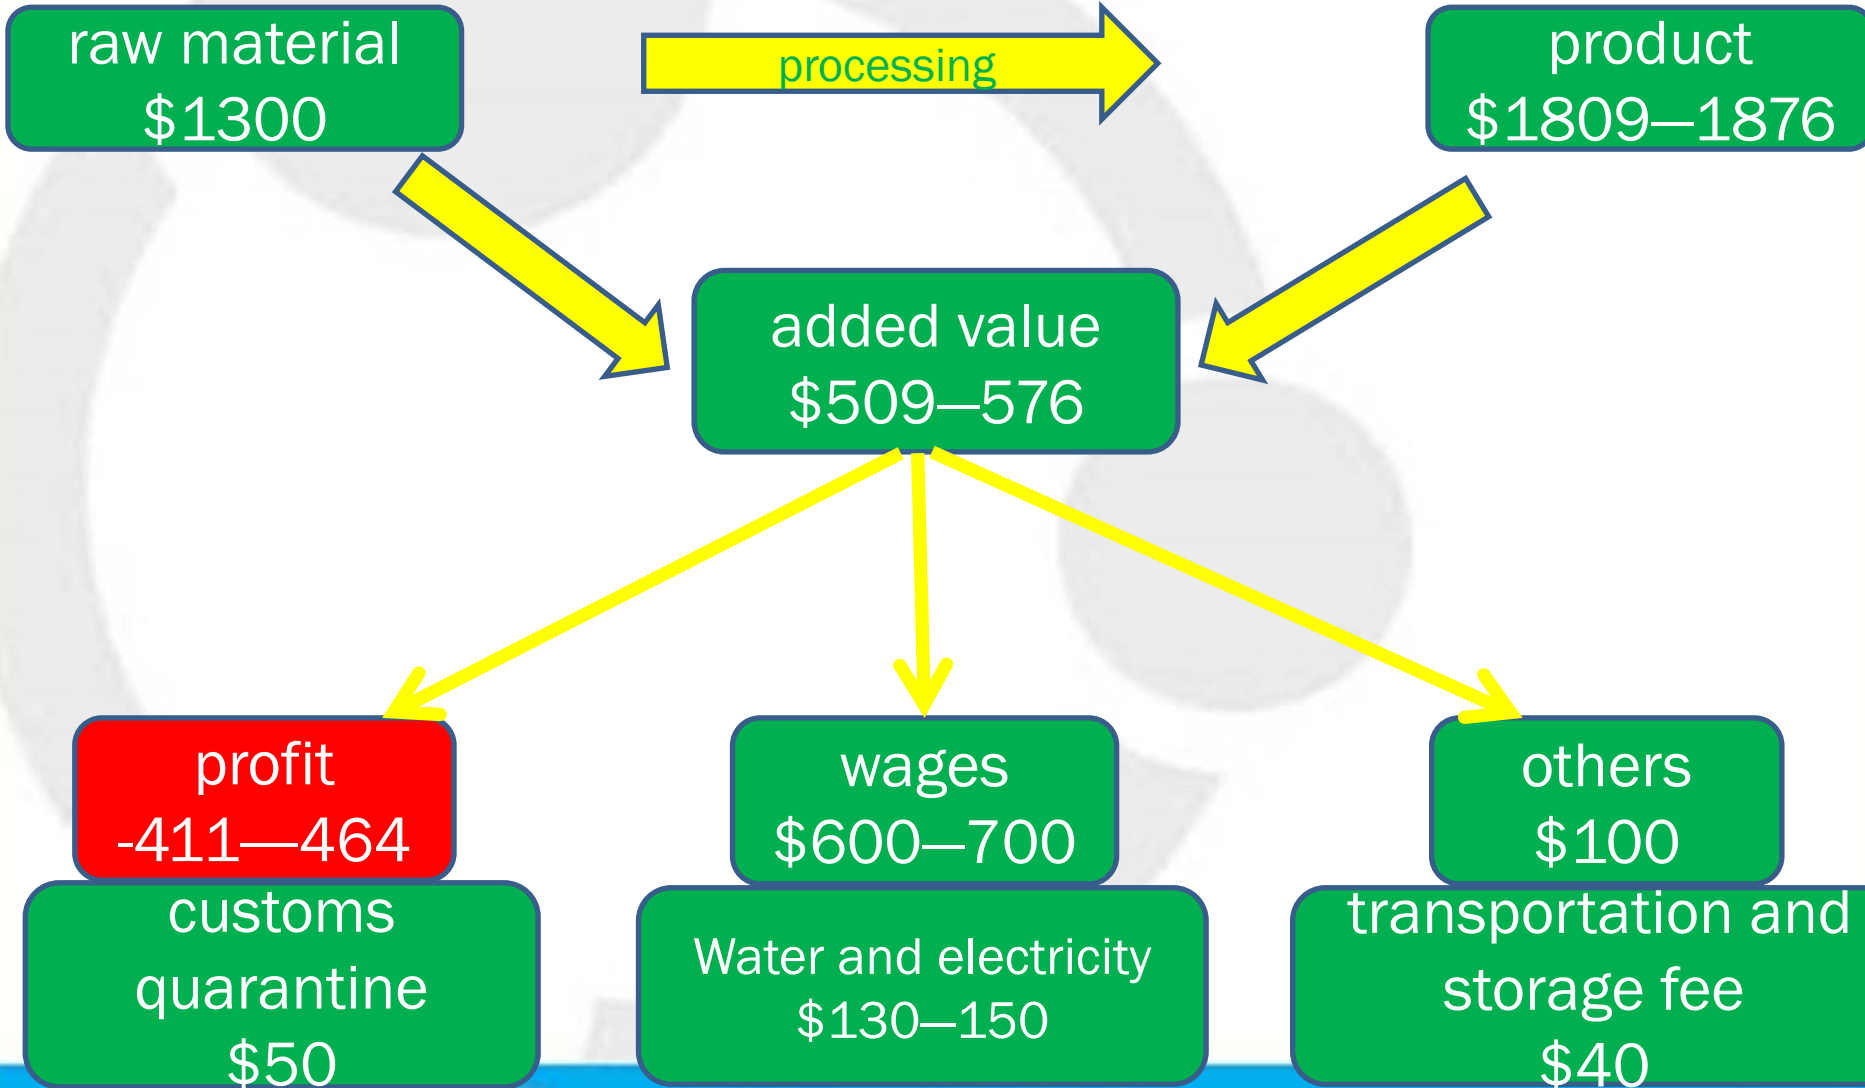 raw material
$1300
processing
product
$1809—1876
added value
$509—576
profit
-411—464
wages
$600—700
others
$100
customs
quarantine
$50
Water and electricity
$130—150
transportation and
storage fee
$40